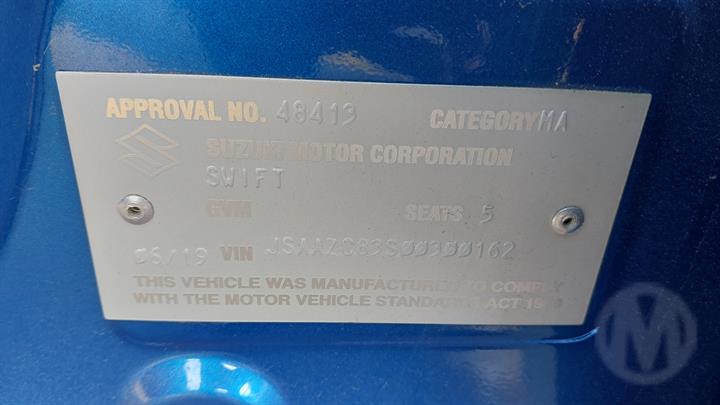 APPROVAL NO. 48419 CATEGORY MA
SUZUKI MOTOR CORPORATION
SWIFT
GVM SEATS 5
06/19 VIN JSAAZC83S00300162
THIS VEHICLE WAS MANUFACTURED TO COMPLY
WITH THE MOTOR VEHICLE STANDARDS ACT
M